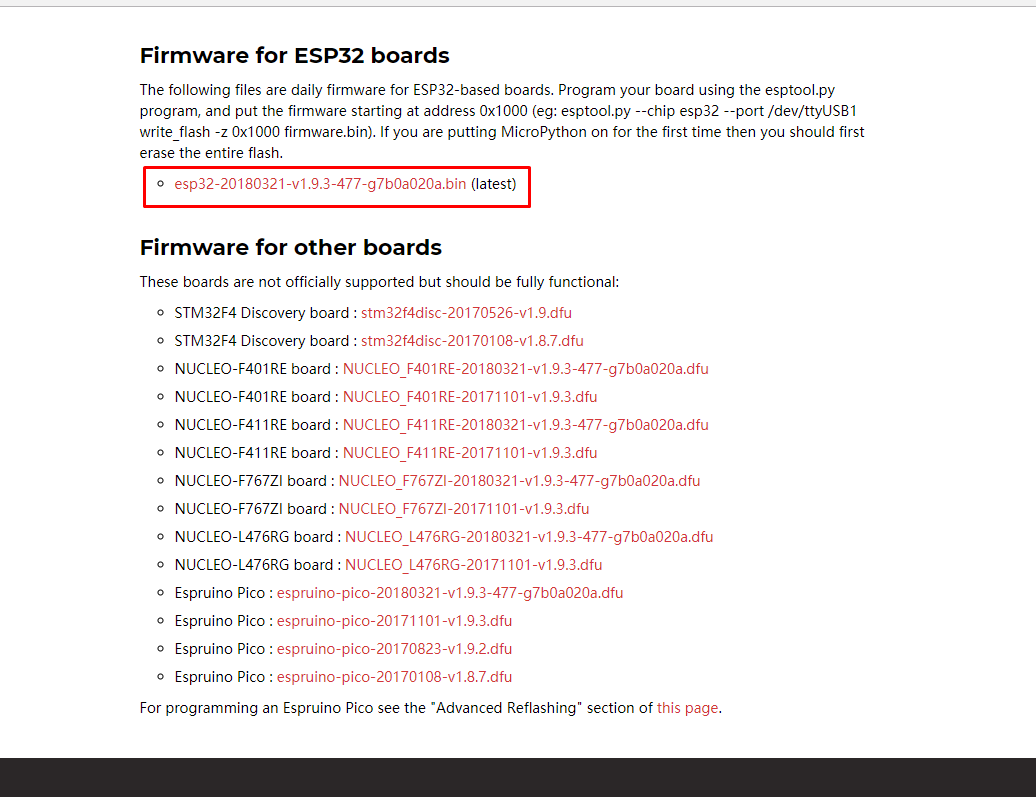 Firmware for ESP32 boards
The following files are daily firmware for ESP32-based boards. Program your board using the esptool.py
program, and put the firmware starting at address 0x1000 (eg: esptool.py --chip esp32 --port /dev/ttyUSB1
write_flash -z 0x1000 firmware.bin). If you are putting MicroPython on for the first time then you should first
erase the entire flash.
esp32-20180321-v1.9.3-477-g7b0a020a.bin (latest)
Firmware for other boards
These boards are not officially supported but should be fully functional:
STM32F4 Discovery board : stm32f4disc-20170526-v1.9.dfu
STM32F4 Discovery board : stm32f4disc-20170108-v1.8.7.dfu
NUCLEO-F401RE board : NUCLEO_F401RE-20180321-v1.9.3-477-g7b0a020a.dfu
NUCLEO-F401RE board : NUCLEO_F401RE-20171101-v1.9.3.dfu
NUCLEO-F411RE board : NUCLEO_F411RE-20180321-v1.9.3-477-g7b0a020a.dfu
NUCLEO-F411RE board : NUCLEO_F411RE-20171101-v1.9.3.dfu
NUCLEO-F767ZI board : NUCLEO_F767ZI-20180321-v1.9.3-477-g7b0a020a.dfu
NUCLEO-F767ZI board : NUCLEO_F767ZI-20171101-v1.9.3.dfu
NUCLEO-L476RG board : NUCLEO_L476RG-20180321-v1.9.3-477-g7b0a020a.dfu
NUCLEO-L476RG board : NUCLEO_L476RG-20171101-v1.9.3.dfu
Espruino Pico : espruino-pico-20180321-v1.9.3-477-g7b0a020a.dfu
Espruino Pico : espruino-pico-20171101-v1.9.3.dfu
Espruino Pico : espruino-pico-20170823-v1.9.2.dfu
Espruino Pico : espruino-pico-20170108-v1.8.7.dfu
For programming an Espruino Pico see the "Advanced Reflashing" section of this page.